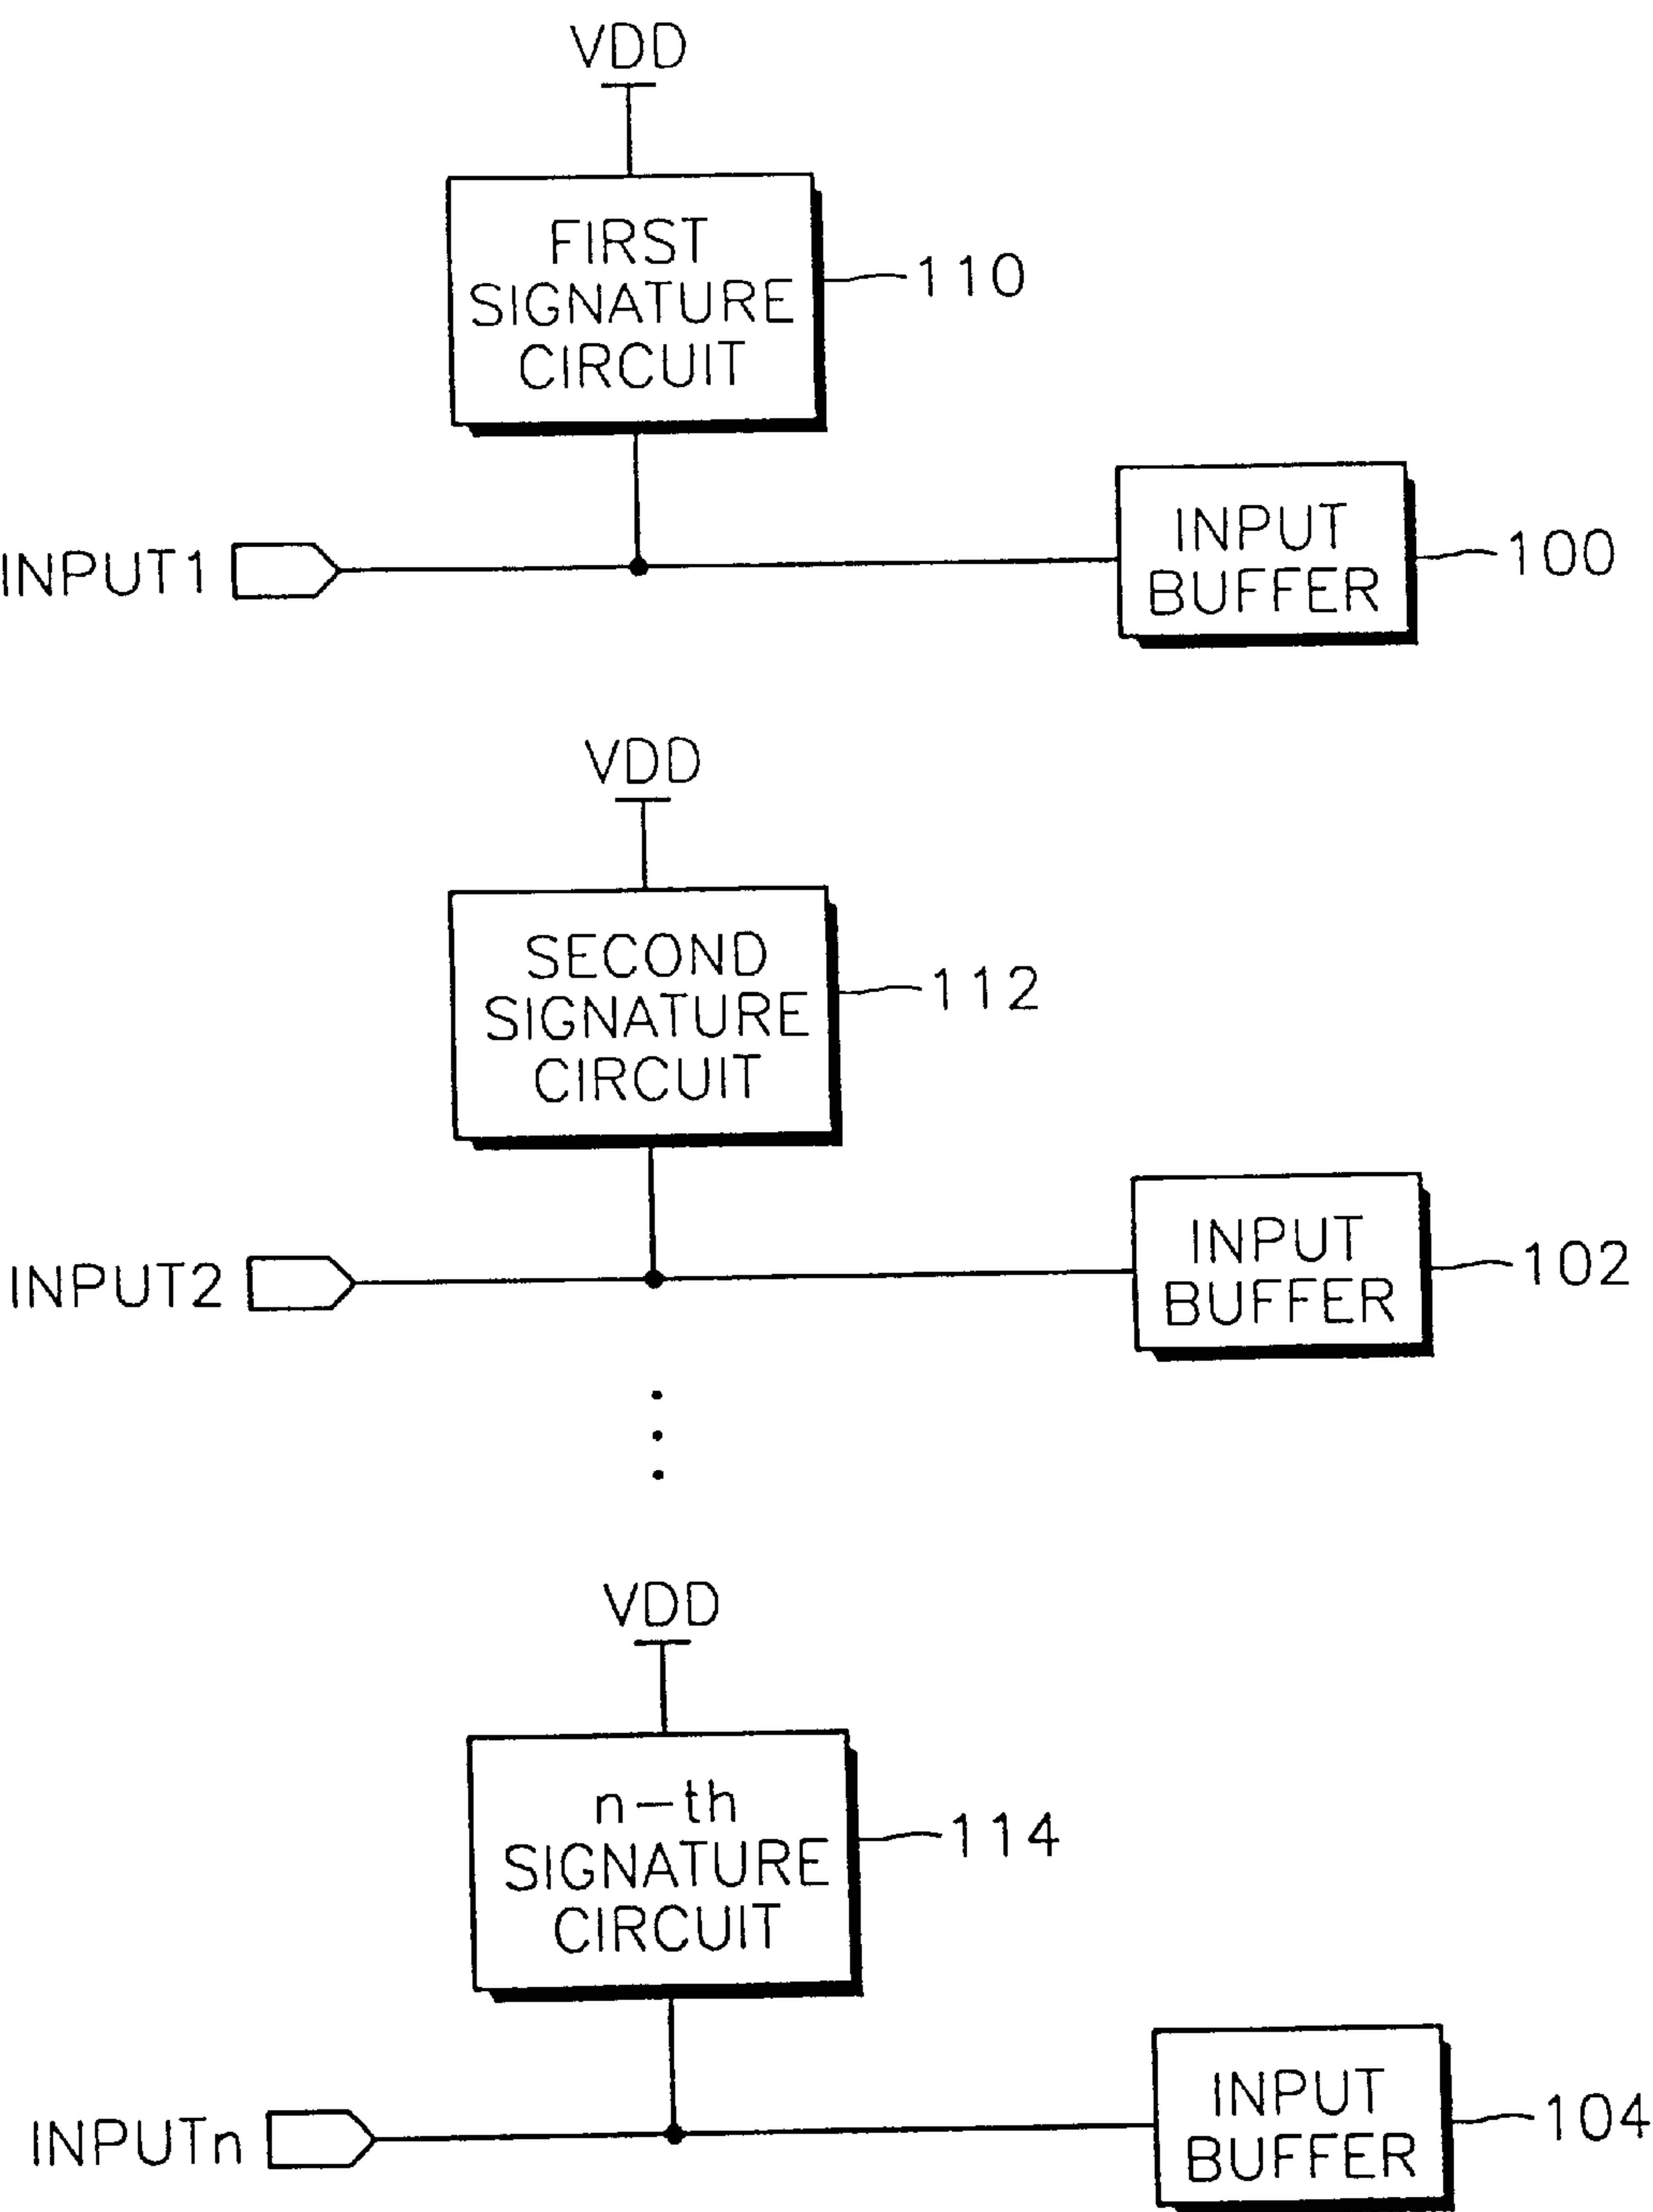 VDD
FIRST
SIGNATURE
CIRCUIT
110
INPUT1
INPUT
BUFFER
100
VDD
SECOND
SIGNATURE
CIRCUIT
112
INPUT2
INPUT
BUFFER
102
VDD
n-th
SIGNATURE
CIRCUIT
114
INPUTn
INPUT
BUFFER
104